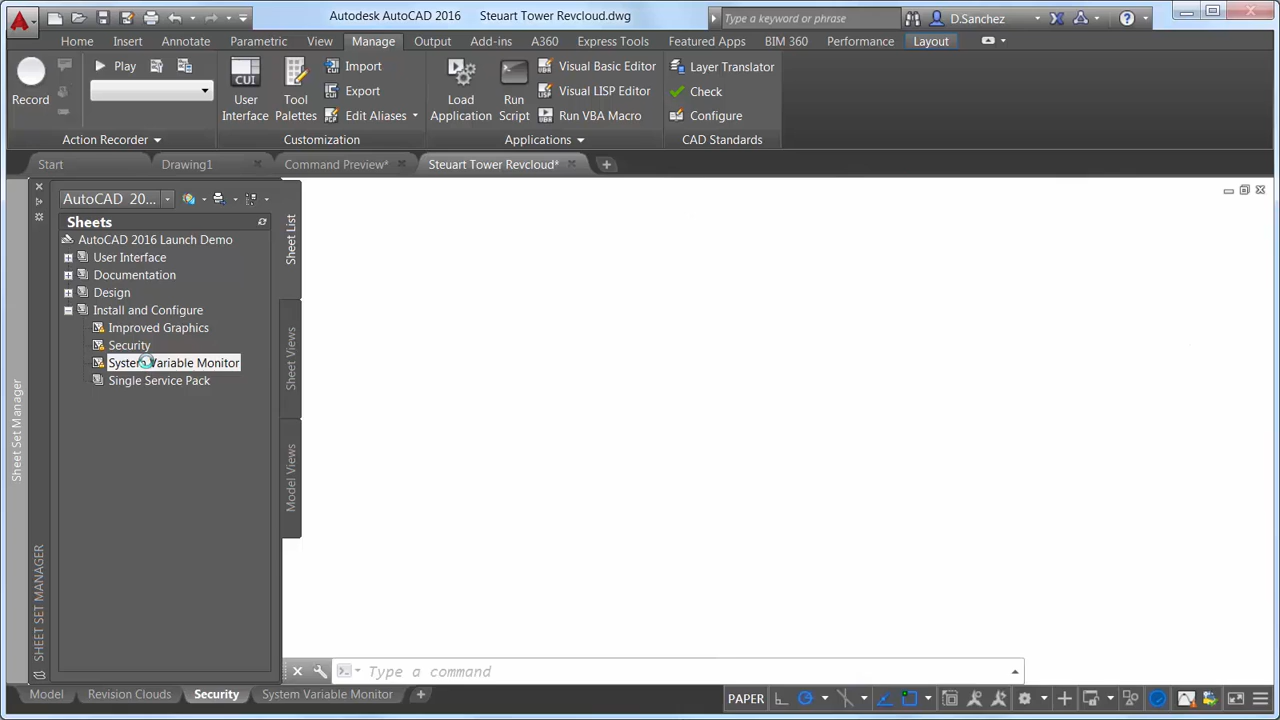 Autodesk AutoCAD 2016 Steuart Tower Revcloud.dwg Type a keyword or phrase D.Sanchez
Home Insert Annotate Parametric View Manage Output Add-ins A360 Express Tools Featured Apps BIM 360 Performance Layout
Play Import Visual Basic Editor Layer Translator
Record CUI User Interface Tool Palettes Export Load Application Run Script Visual LISP Editor Check
Edit Aliases Run VBA Macro Configure
Action Recorder Customization Applications CAD Standards
Start Drawing1 Command Preview* Steuart Tower Revcloud*
AutoCAD 20...
Sheets
AutoCAD 2016 Launch Demo
User Interface
Documentation
Design
Install and Configure
Improved Graphics
Security
System Variable Monitor
Single Service Pack
Sheet List
Sheet Views
Model Views
Sheet Set Manager
SHEET SET MANAGER
Type a command
Model Revision Clouds Security System Variable Monitor PAPER